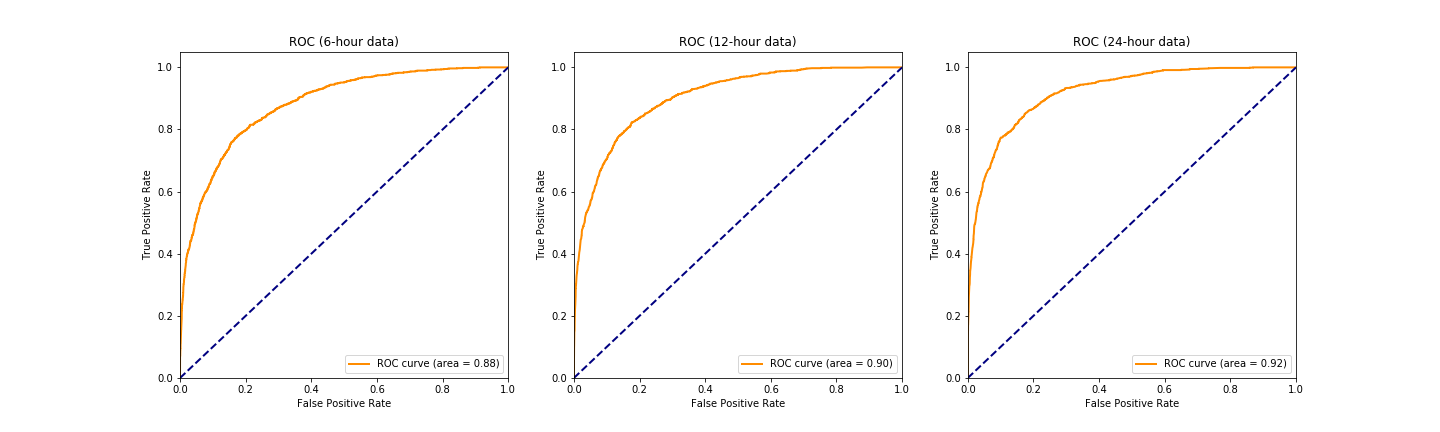 ROC (6-hour data)
1.0
0.8
0.6
0.4
0.2
0.0
True Positive Rate
0.0 0.2 0.4 0.6 0.8 1.0
False Positive Rate
ROC curve (area = 0.88)
ROC (12-hour data)
1.0
0.8
0.6
0.4
0.2
0.0
True Positive Rate
0.0 0.2 0.4 0.6 0.8 1.0
False Positive Rate
ROC curve (area = 0.90)
ROC (24-hour data)
1.0
0.8
0.6
0.4
0.2
0.0
True Positive Rate
0.0 0.2 0.4 0.6 0.8 1.0
False Positive Rate
ROC curve (area = 0.92)